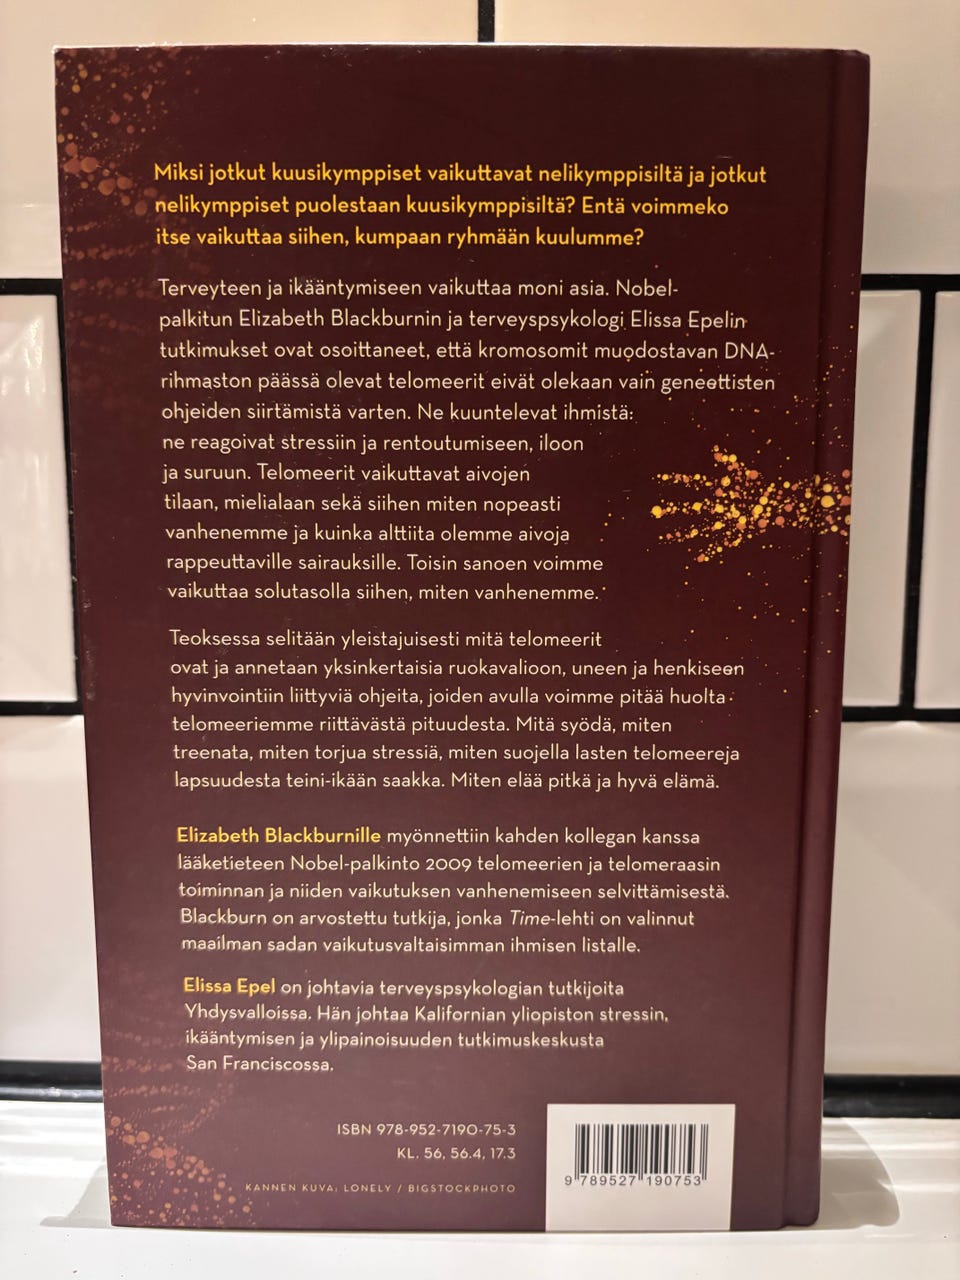 Miksi jotkut kuusikymppiset vaikuttavat nelikymppisiltä ja jotkut
nelikymppiset puolestaan kuusikymppisiltä? Entä voimmeko
itse vaikuttaa siihen, kumpaan ryhmään kuulumme?
Terveyteen ja ikääntymiseen vaikuttaa moni asia. Nobel-
palkitun Elizabeth Blackburnin ja terveyspsykologi Elissa Epelin
tutkimukset ovat osoittaneet, että kromosomit muodostavan DNA-
rihmaston päässä olevat telomeerit eivät olekaan vain geneettisten
ohjeiden siirtämistä varten. Ne kuuntelevat ihmistä:
ne reagoivat stressiin ja rentoutumiseen, iloon
ja suruun. Telomeerit vaikuttavat aivojen
tilaan, mielialaan sekä siihen miten nopeasti
vanhenemme ja kuinka alttiita olemme aivoja
rappeuttaville sairauksille. Toisin sanoen voimme
vaikuttaa solutasolla siihen, miten vanhenemme.
Teoksessa selitään yleistajuisesti mitä telomeerit
ovat ja annetaan yksinkertaisia ruokavalioon, uneen ja henkiseen
hyvinvointiin liittyviä ohjeita, joiden avulla voimme pitää huolta
telomeeriemme riittävästä pituudesta. Mitä syödä, miten
treenata, miten torjua stressiä, miten suojella lasten telomeereja
lapsuudesta teini-ikään saakka. Miten elää pitkä ja hyvä elämä.
Elizabeth Blackburnille myönnettiin kahden kollegan kanssa
lääketieteen Nobel-palkinto 2009 telomeerien ja telomeraasin
toiminnan ja niiden vaikutuksen vanhenemiseen selvittämisestä.
Blackburn on arvostettu tutkija, jonka Time-lehti on valinnut
maailman sadan vaikutusvaltaisimman ihmisen listalle.
Elissa Epel on johtavia terveyspsykologian tutkijoita
Yhdysvalloissa. Hän johtaa Kalifornian yliopiston stressin,
ikääntymisen ja ylipainoisuuden tutkimuskeskusta
San Franciscossa.
ISBN 978-952-7190-75-3
KL. 56, 56.4, 17.3
KANNEN KUVA: LONELY / BIGSTOCKPHOTO
9 789527 190753